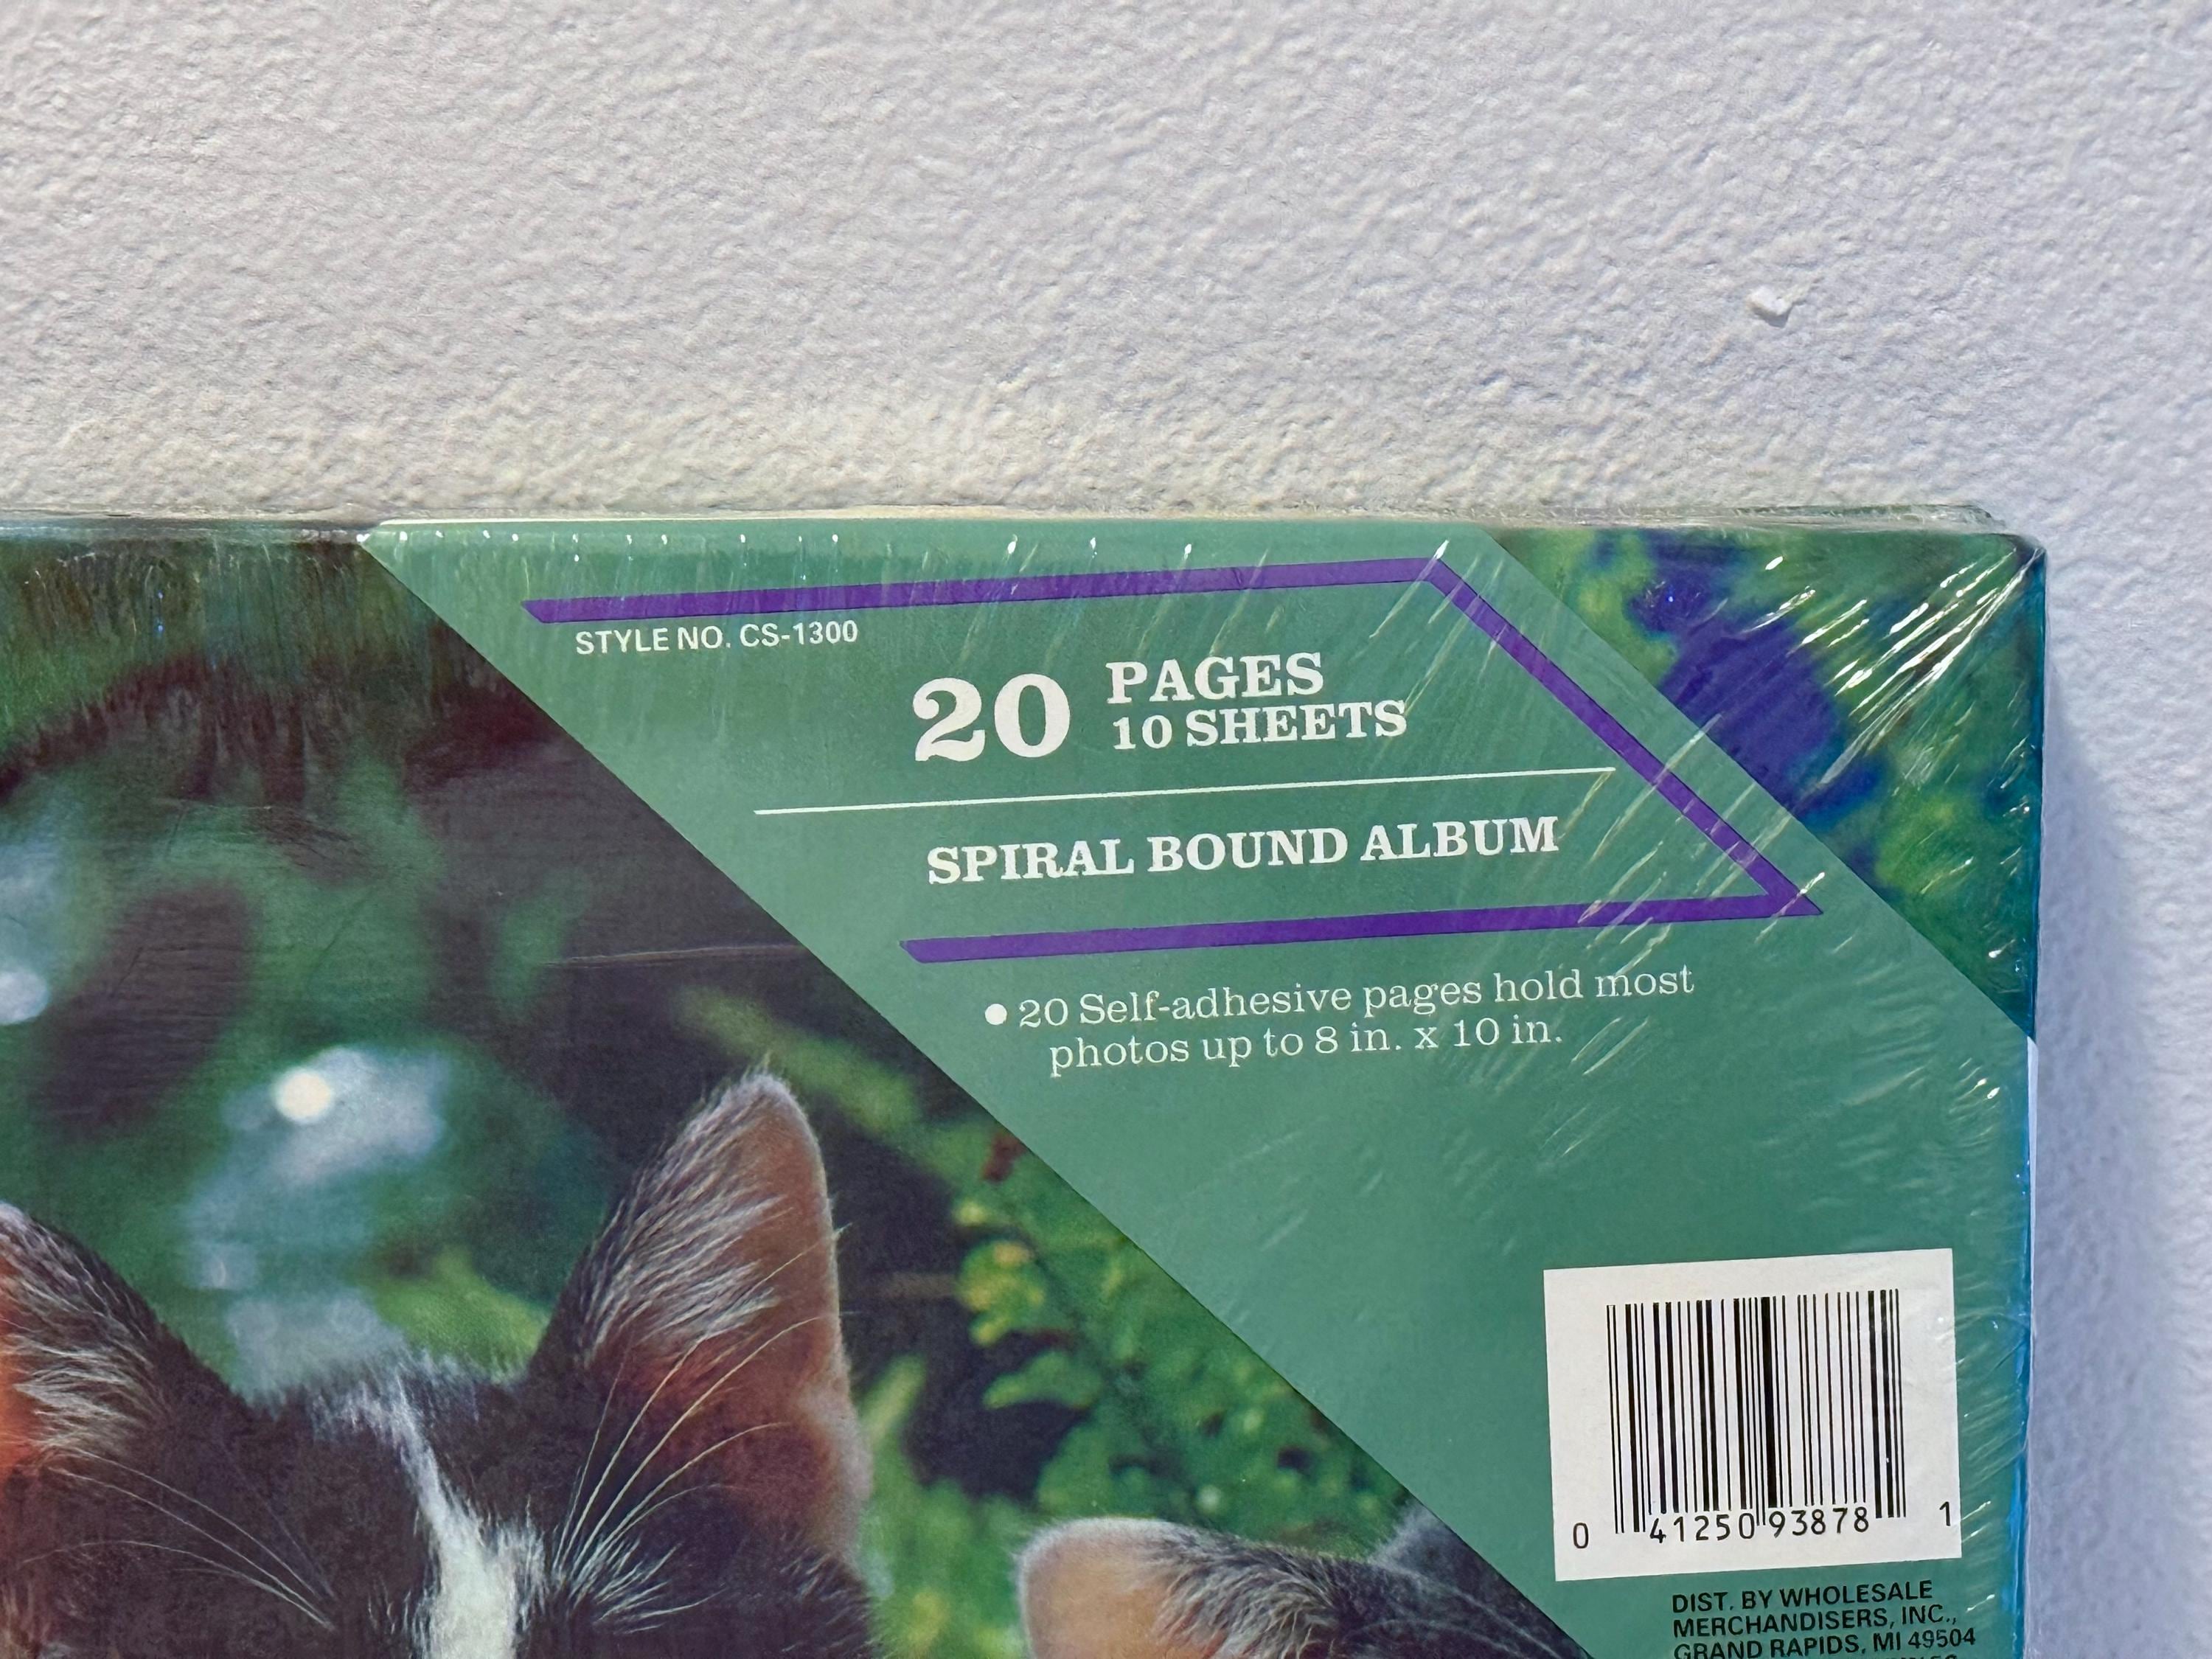 STYLE NO. CS-1300
20 PAGES
10 SHEETS
SPIRAL BOUND ALBUM
● 20 Self-adhesive pages hold most
photos up to 8 in. x 10 in.
0 41250 93878 1
DIST. BY WHOLESALE
MERCHANDISERS, INC.,
GRAND RAPIDS, MI 49504